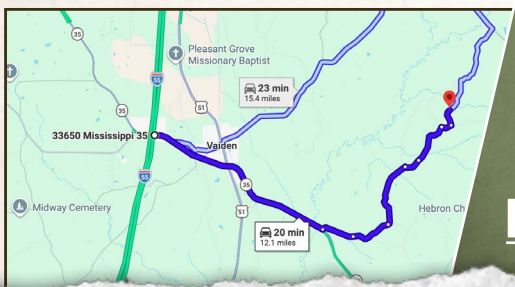 35
Pleasant Grove
Missionary Baptist
55
23 min
15.4 miles
51
33650 Mississippi 35
Vaiden
35
55
Midway Cemetery
51
20 min
12.1 miles
Hebron Ch